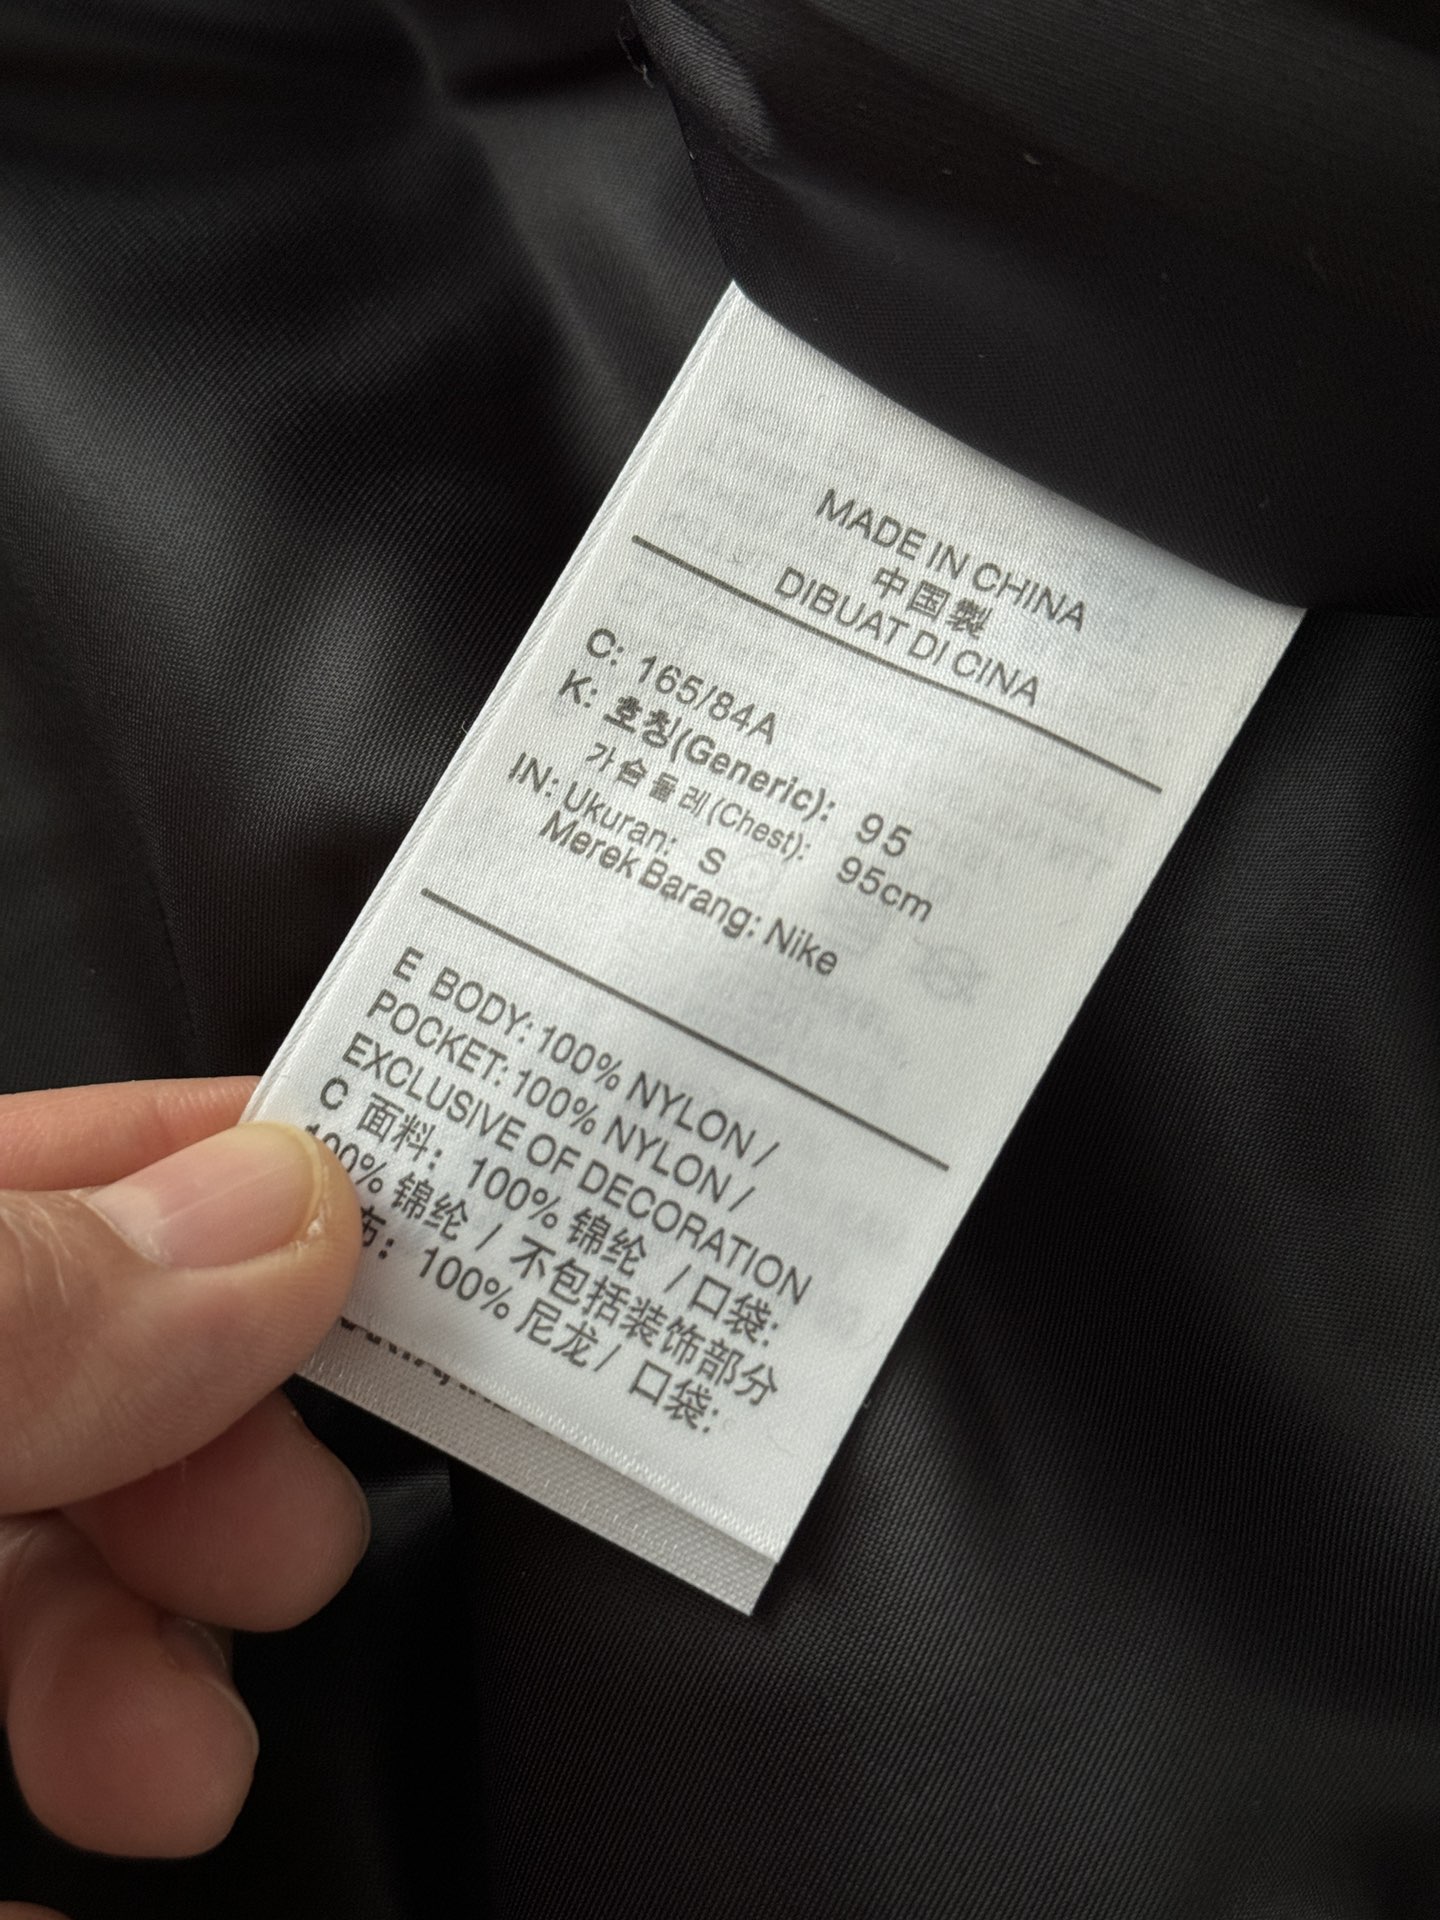 MADE IN CHINA
中国製
DIBUAT DI CINA
C: 165/84A
K: 호칭(Generic): 95
가슴둘레(Chest): 95cm
IN: Ukuran: S
Merek Barang: Nike
E BODY: 100% NYLON /
POCKET: 100% NYLON /
EXCLUSIVE OF DECORATION
C 面料: 100% 锦纶 / 口袋:
100% 锦纶 / 不包括装饰部分
布: 100% 尼龙 / 口袋: